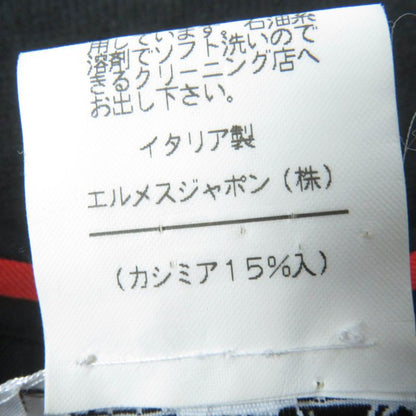 用しています。石油系
溶剤でソフト洗いので
きるクリーニング店へ
お出し下さい。
イタリア製
エルメスジャポン（株）
（カシミア15%入）